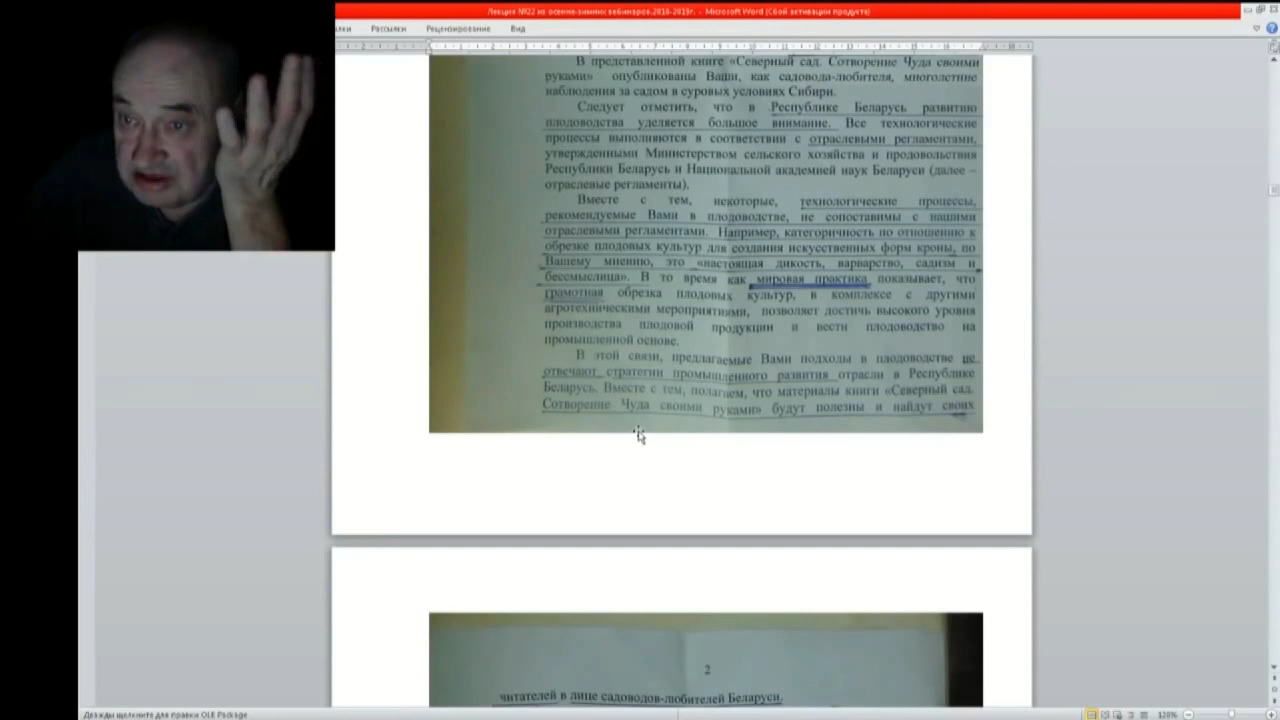 Лекция №22 из осенне-зимних вебинаров.2018-2019г. - Microsoft Word (Сбой активации продукта)
лки Рассылки Рецензирование Вид
В представленной книге «Северный сад. Сотворение Чуда своими
руками» опубликованы Ваши, как садовода-любителя, многолетние
наблюдения за садом в суровых условиях Сибири.
Следует отметить, что в Республике Беларусь развитию
плодоводства уделяется большое внимание. Все технологические
процессы выполняются в соответствии с отраслевыми регламентами,
утвержденными Министерством сельского хозяйства и продовольствия
Республики Беларусь и Национальной академией наук Беларуси (далее –
отраслевые регламенты).
Вместе с тем, некоторые, технологические процессы,
рекомендуемые Вами в плодоводстве, не сопоставимы с нашими
отраслевыми регламентами. Например, категоричность по отношению к
обрезке плодовых культур для создания искусственных форм кроны, по
Вашему мнению, это «настоящая дикость, варварство, садизм и
бессмыслица». В то время как мировая практика показывает, что
грамотная обрезка плодовых культур, в комплексе с другими
агротехническими мероприятиями, позволяет достичь высокого уровня
производства плодовой продукции и вести плодоводство на
промышленной основе.
В этой связи, предлагаемые Вами подходы в плодоводстве не
отвечают стратегии промышленного развития отрасли в Республике
Беларусь. Вместе с тем, полагаем, что материалы книги «Северный сад.
Сотворение Чуда своими руками» будут полезны и найдут своих
2
читателей в лице садоводов-любителей Беларуси.
Дважды щелкните для правки OLE Package
120%